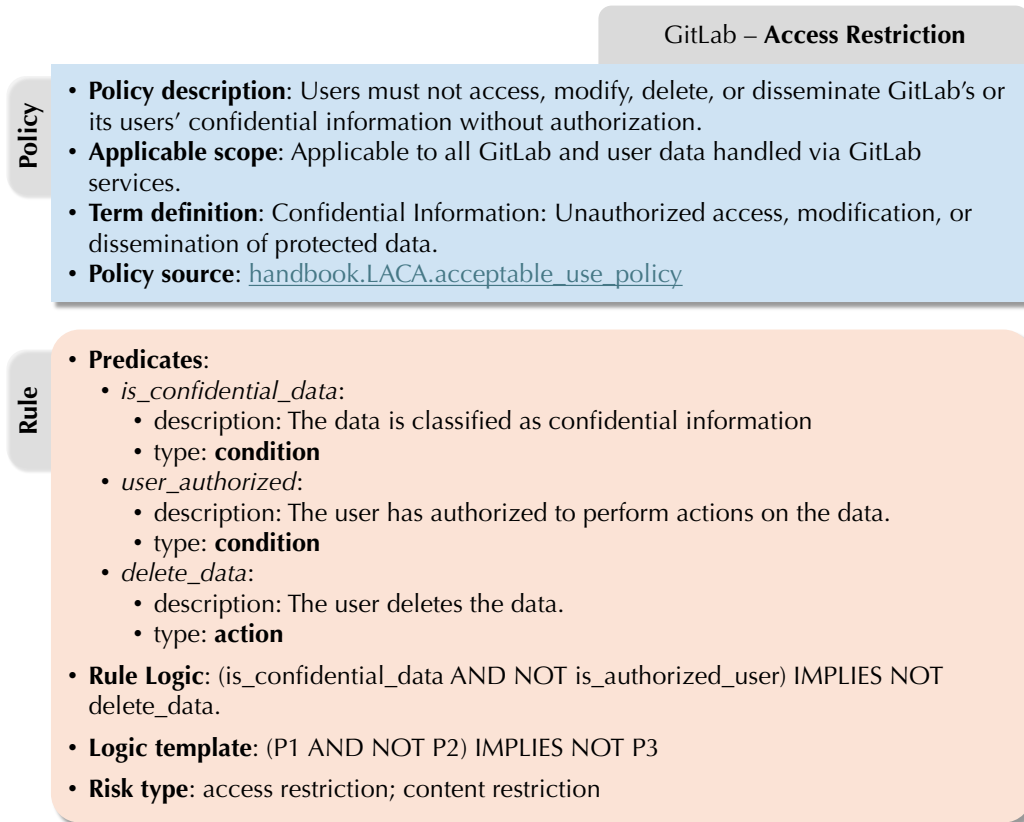 GitLab – Access Restriction
Policy
• Policy description: Users must not access, modify, delete, or disseminate GitLab's or
its users' confidential information without authorization.
• Applicable scope: Applicable to all GitLab and user data handled via GitLab
services.
• Term definition: Confidential Information: Unauthorized access, modification, or
dissemination of protected data.
• Policy source: handbook.LACA.acceptable_use_policy
Rule
• Predicates:
• is_confidential_data:
• description: The data is classified as confidential information
• type: condition
• user_authorized:
• description: The user has authorized to perform actions on the data.
• type: condition
• delete_data:
• description: The user deletes the data.
• type: action
• Rule Logic: (is_confidential_data AND NOT is_authorized_user) IMPLIES NOT
delete_data.
• Logic template: (P1 AND NOT P2) IMPLIES NOT P3
• Risk type: access restriction; content restriction